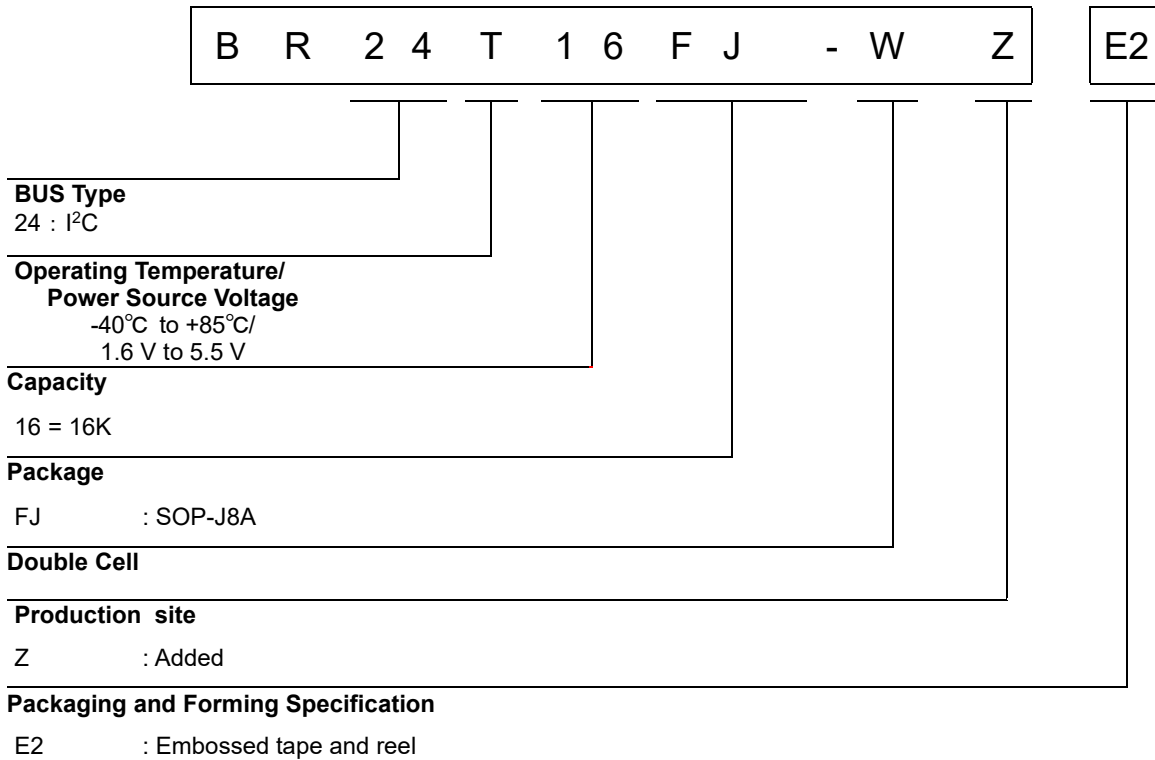 B R 2 4 T 1 6 F J - W Z E2
BUS Type
24 : I²C
Operating Temperature/
Power Source Voltage
-40℃ to +85℃/
1.6 V to 5.5 V
Capacity
16 = 16K
Package
FJ : SOP-J8A
Double Cell
Production site
Z : Added
Packaging and Forming Specification
E2 : Embossed tape and reel